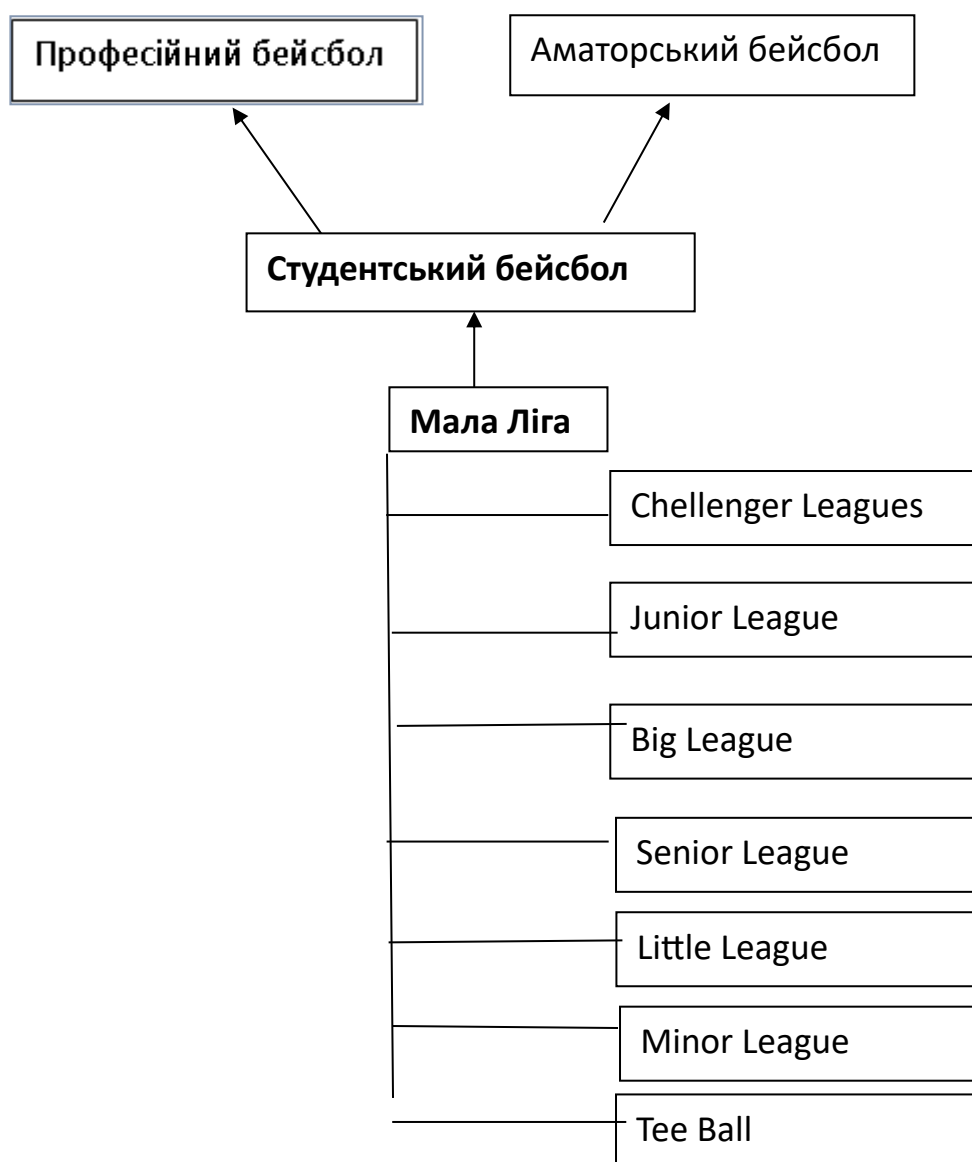 Професійний бейсбол
Аматорський бейсбол
Студентський бейсбол
Мала Ліга
Chellenger Leagues
Junior League
Big League
Senior League
Little League
Minor League
Tee Ball